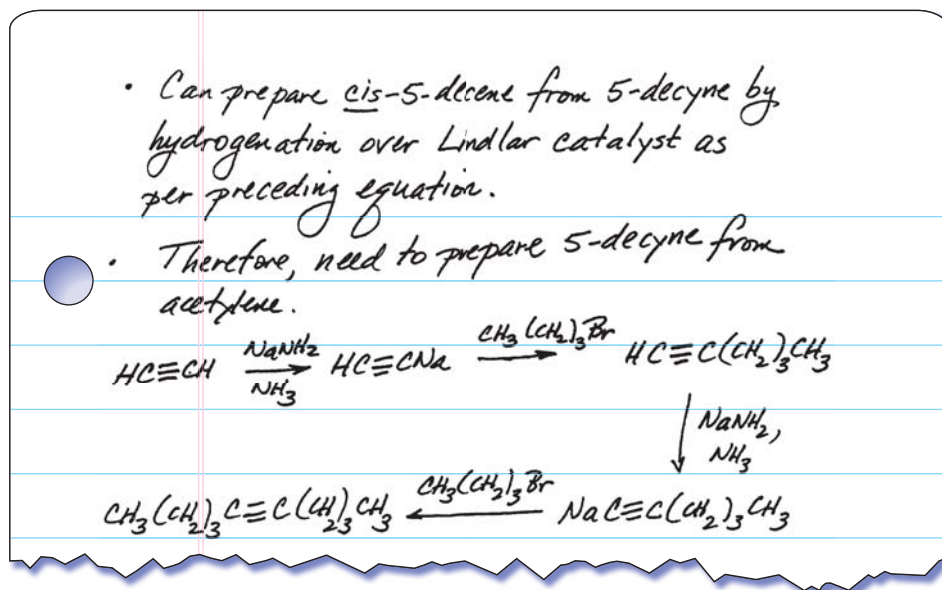 · Can prepare cis-5-decene from 5-decyne by
hydrogenation over Lindlar catalyst as
per preceding equation.
· Therefore, need to prepare 5-decyne from
acetylene.
HC≡CH NaNH₂ NH₃ HC≡CNa CH₃(CH₂)₃Br HC≡C(CH₂)₃CH₃
NaNH₂,
NH₃
CH₃(CH₂)₃C≡C(CH₂)₃CH₃ CH₃(CH₂)₃Br NaC≡C(CH₂)₃CH₃